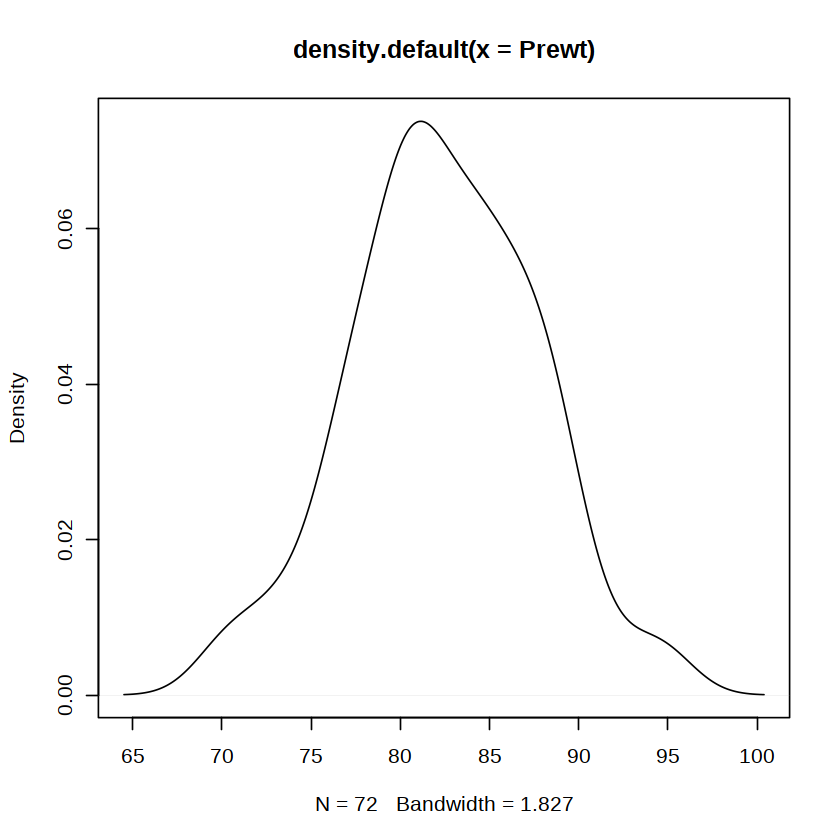 density.default(x = Prewt)
Density
0.06
0.04
0.02
0.00
65 70 75 80 85 90 95 100
N = 72   Bandwidth = 1.827